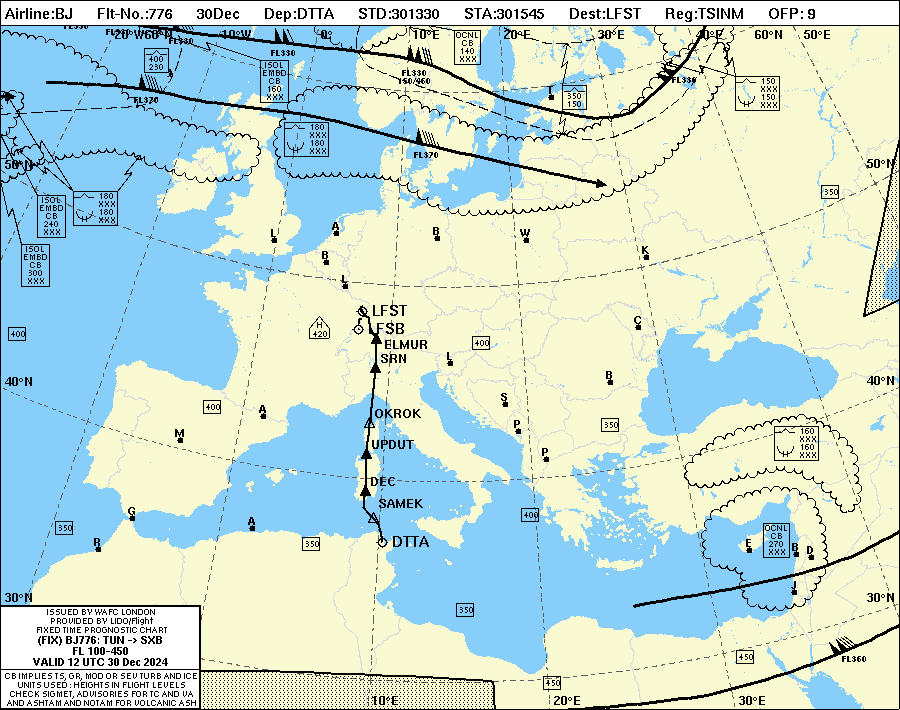 Airline:BJ Flt-No.:776 30Dec Dep:DTTA STD:301330 STA:301545 Dest:LFST Reg:TSINM OFP: 9
20°W60°N 10°W 0° 10°E 20°E 30°E 40°E 60°N 50°E
FL330
FL330
FL330
180/460
FL330
400
230
ISOL
EMBD
CB
160
XXX
OCNL
CB
140
XXX
350
150
150
XXX
150
XXX
FL370
FL370
180
XXX
180
XXX
50°N
50°N
350
ISOL
EMBD
CB
240
XXX
180
XXX
180
XXX
ISOL
EMBD
CB
300
XXX
L
A
B
L
B
W
K
LFST
LFSB
ELMUR
SRN
H
420
400
400
C
L
B
40°N
40°N
400
A
M
S
P
P
350
OKROK
UPDUT
DEC
SAMEK
DTTA
160
XXX
160
XXX
G
R
A
350
350
400
OCNL
CB
270
XXX
E
B
D
J
30°N
30°N
350
450
450
FL360
10°E 20°E 30°E
ISSUED BY WAFC LONDON
PROVIDED BY LIDO/Flight
FIXED TIME PROGNOSTIC CHART
(FIX) BJ776: TUN -> SXB
FL 100-450
VALID 12 UTC 30 Dec 2024
CB IMPLIES TS, GR, MOD OR SEV TURB AND ICE
UNITS USED : HEIGHTS IN FLIGHT LEVELS
CHECK SIGMET, ADVISORIES FOR TC AND VA
AND ASHTAM AND NOTAM FOR VOLCANIC ASH